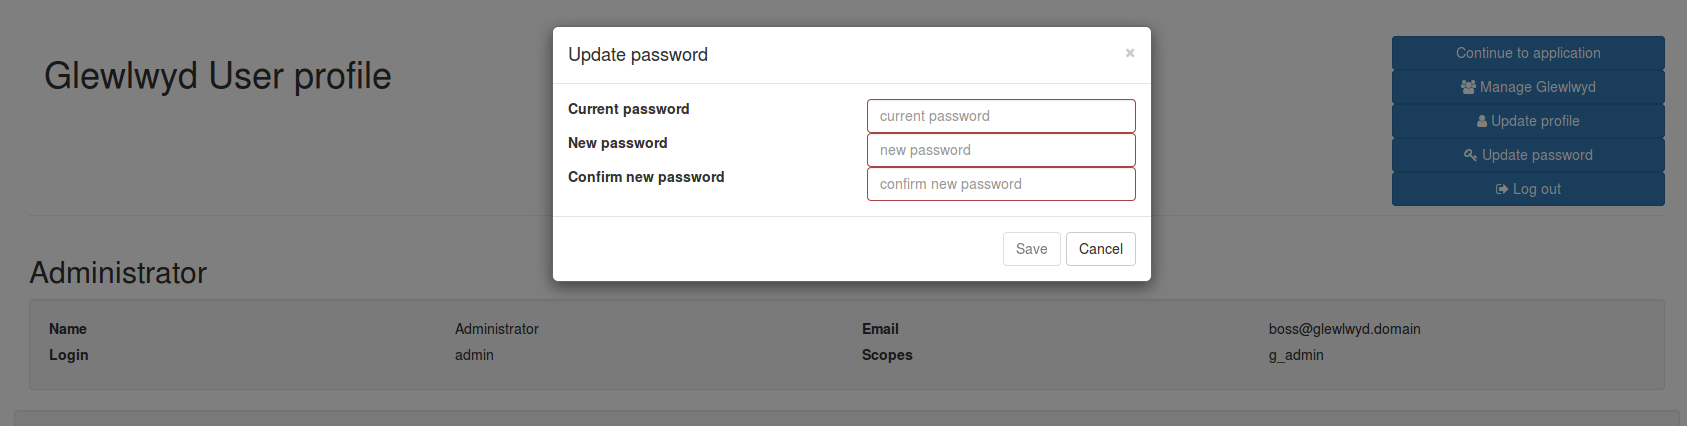 Glewlwyd User profile
Update password ×
Current password current password
New password new password
Confirm new password confirm new password
Save Cancel
Continue to application
Manage Glewlwyd
Update profile
Update password
Log out
Administrator
Name Administrator Email boss@glewlwyd.domain
Login admin Scopes g_admin